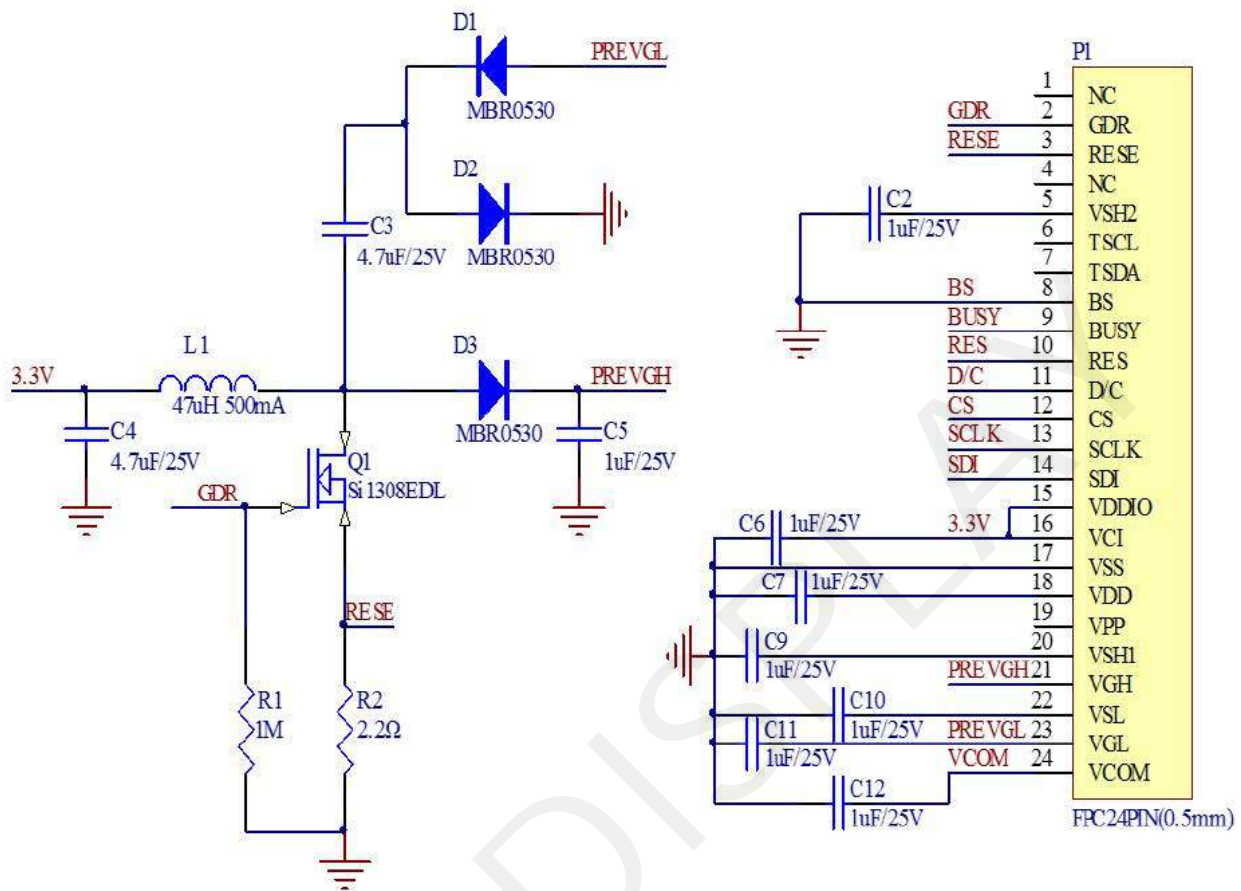 D1
PREVGL
MBR0530
D2
MBR0530
C3
4.7uF/25V
L1
3.3V
47uH 500mA
D3
PREVGH
MBR0530
C4
4.7uF/25V
C5
1uF/25V
Q1
Si1308EDL
GDR
RESE
R1
1M
R2
2.2Ω
P1
1 NC
GDR 2 GDR
RESE 3 RESE
4 NC
C2
1uF/25V
5 VSH2
6 TSCL
7 TSDA
BS 8 BS
BUSY 9 BUSY
RES 10 RES
D/C 11 D/C
CS 12 CS
SCLK 13 SCLK
SDI 14 SDI
15 VDDIO
C6 1uF/25V 3.3V 16 VCI
17 VSS
C7 1uF/25V 18 VDD
19 VPP
C9
1uF/25V
20 VSH1
PREVGH 21 VGH
C10
1uF/25V
22 VSL
C11
1uF/25V
PREVGL 23 VGL
VCOM 24 VCOM
C12
1uF/25V
FPC24PIN(0.5mm)
DISPLAY